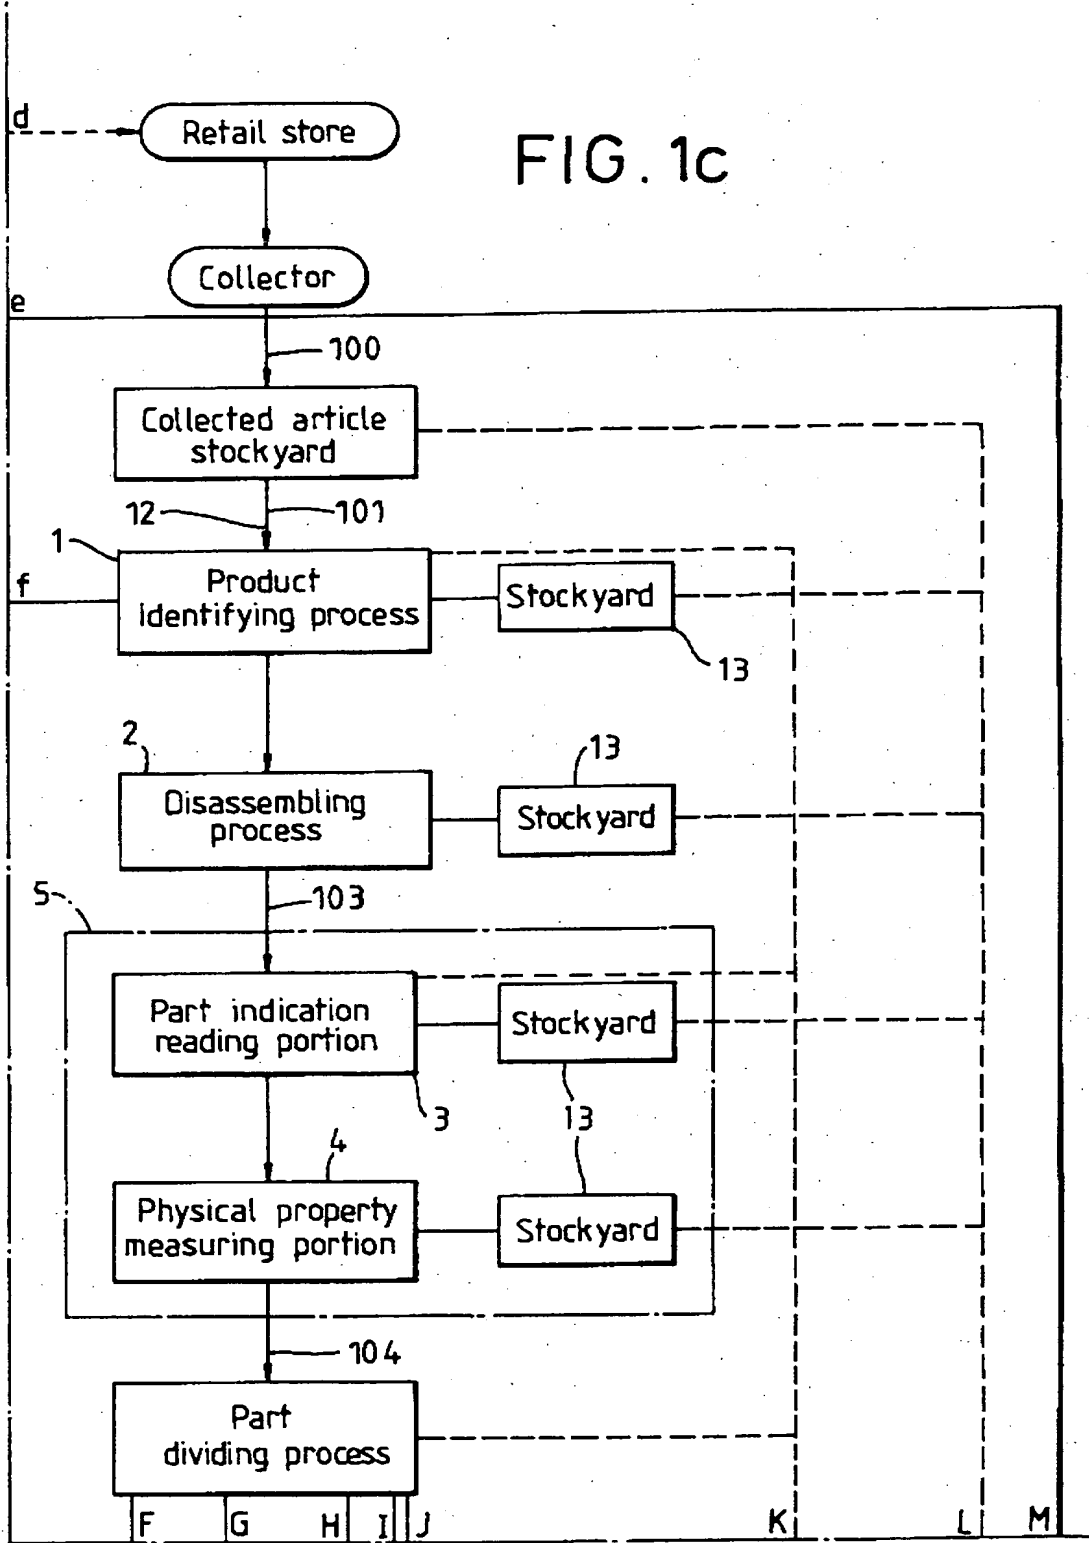 d
Retail store
FIG. 1c
Collector
e
100
Collected article
stockyard
12
101
1
f
Product
identifying process
Stockyard
13
2
13
Disassembling
process
Stockyard
5
103
Part indication
reading portion
Stockyard
3
13
4
Physical property
measuring portion
Stockyard
104
Part
dividing process
F G H I J K L M